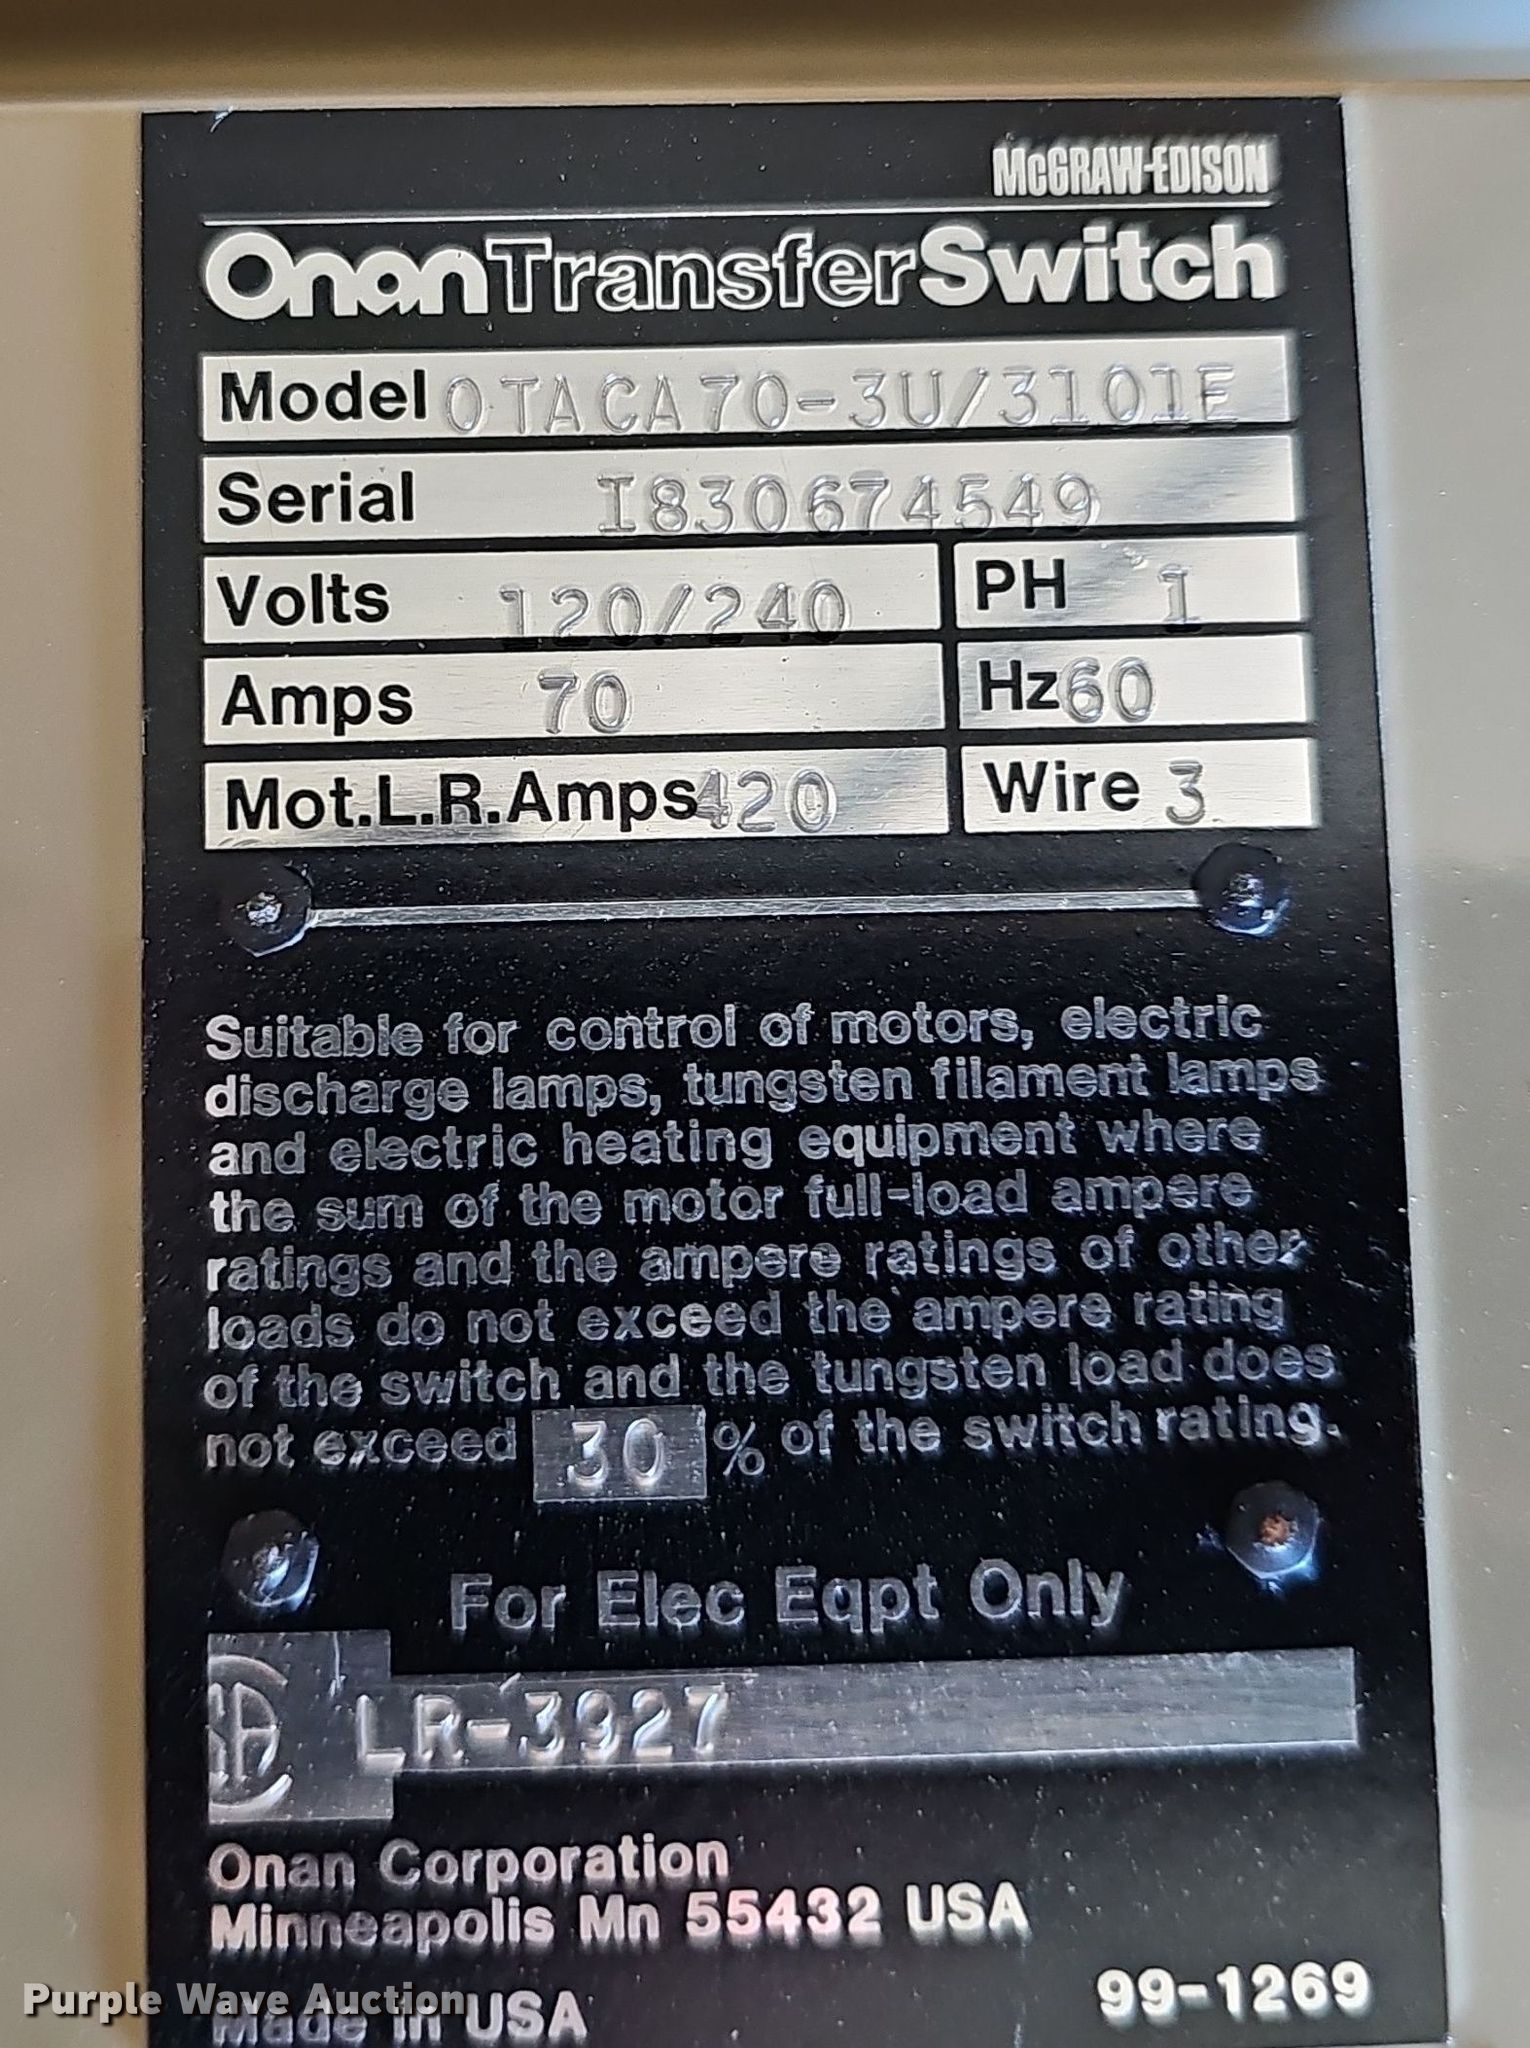 McGRAW-EDISON
OnanTransferSwitch
Model OTACA70-3U/3101E
Serial I830674549
Volts 120/240 PH 1
Amps 70 Hz 60
Mot.L.R.Amps 420 Wire 3
Suitable for control of motors, electric
discharge lamps, tungsten filament lamps
and electric heating equipment where
the sum of the motor full-load ampere
ratings and the ampere ratings of other
loads do not exceed the ampere rating
of the switch and the tungsten load does
not exceed 30 % of the switch rating.
For Elec Eqpt Only
LR-3927
Onan Corporation
Minneapolis Mn 55432 USA
99-1269
Purple Wave Auction
Made in USA